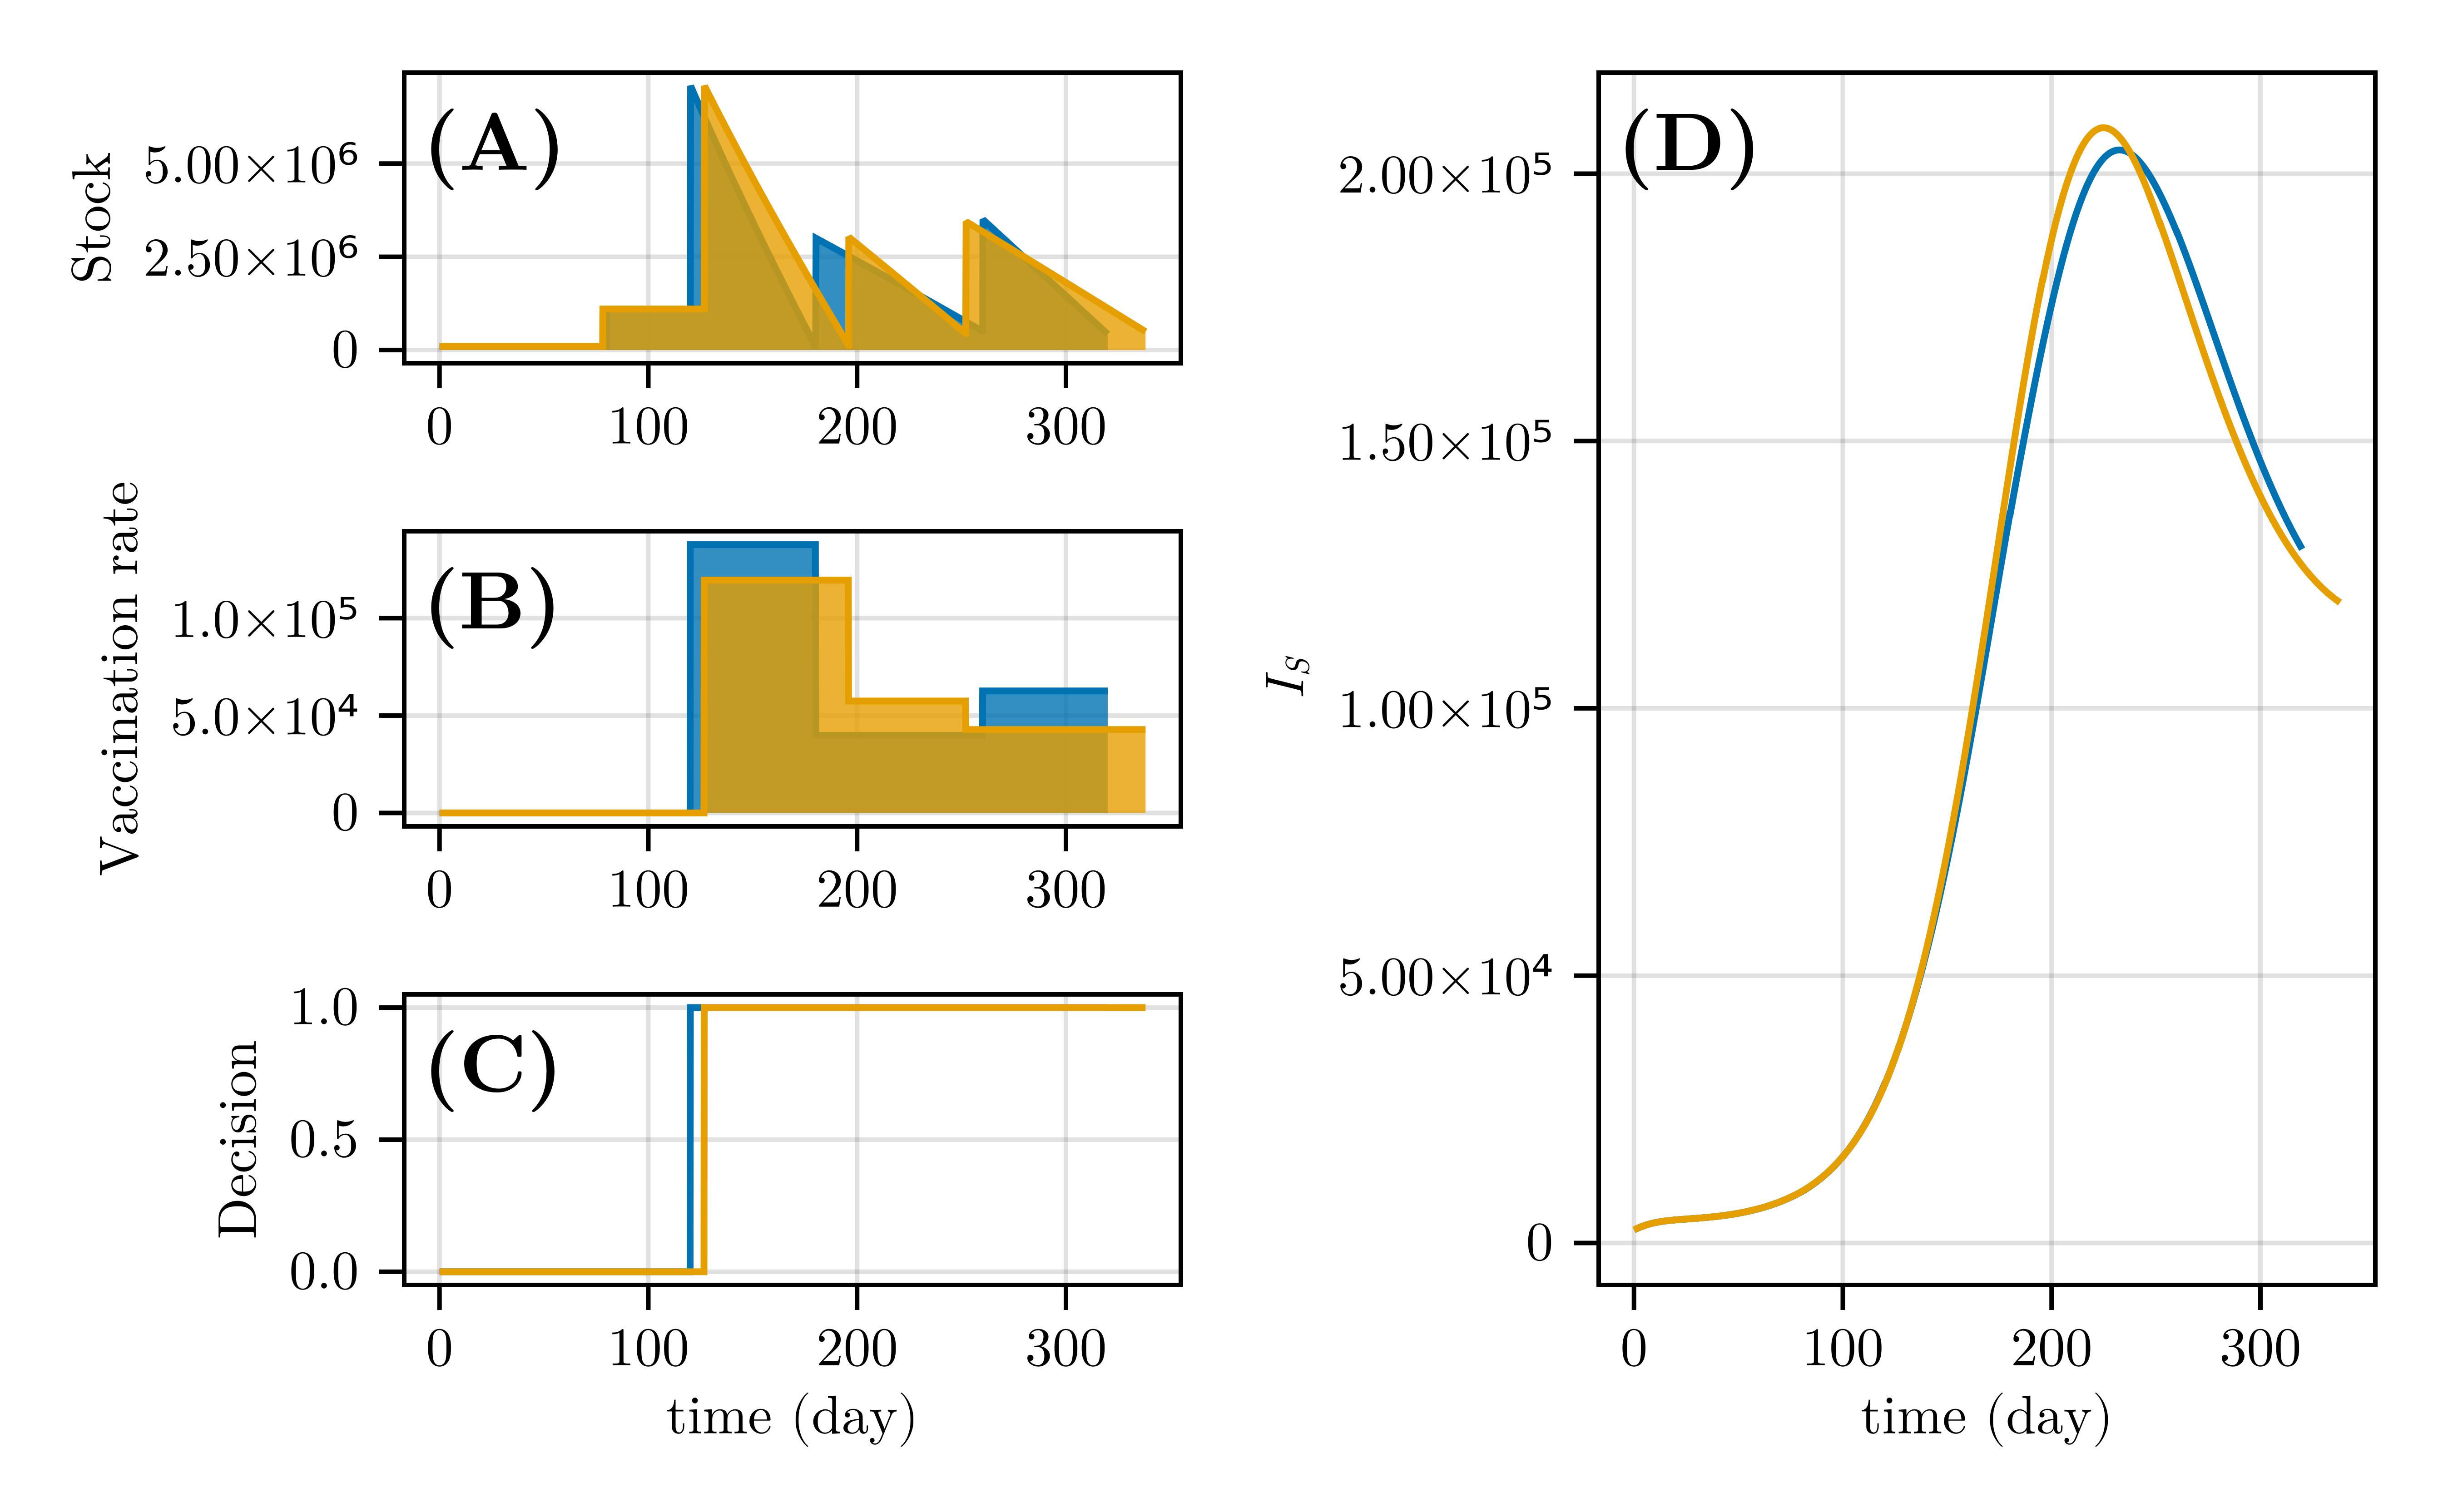 (A)
Stock
5.00×10⁶
2.50×10⁶
0
0 100 200 300
(B)
Vaccination rate
1.0×10⁵
5.0×10⁴
0
0 100 200 300
(C)
Decision
1.0
0.5
0.0
0 100 200 300
time (day)
(D)
I_S
2.00×10⁵
1.50×10⁵
1.00×10⁵
5.00×10⁴
0
0 100 200 300
time (day)